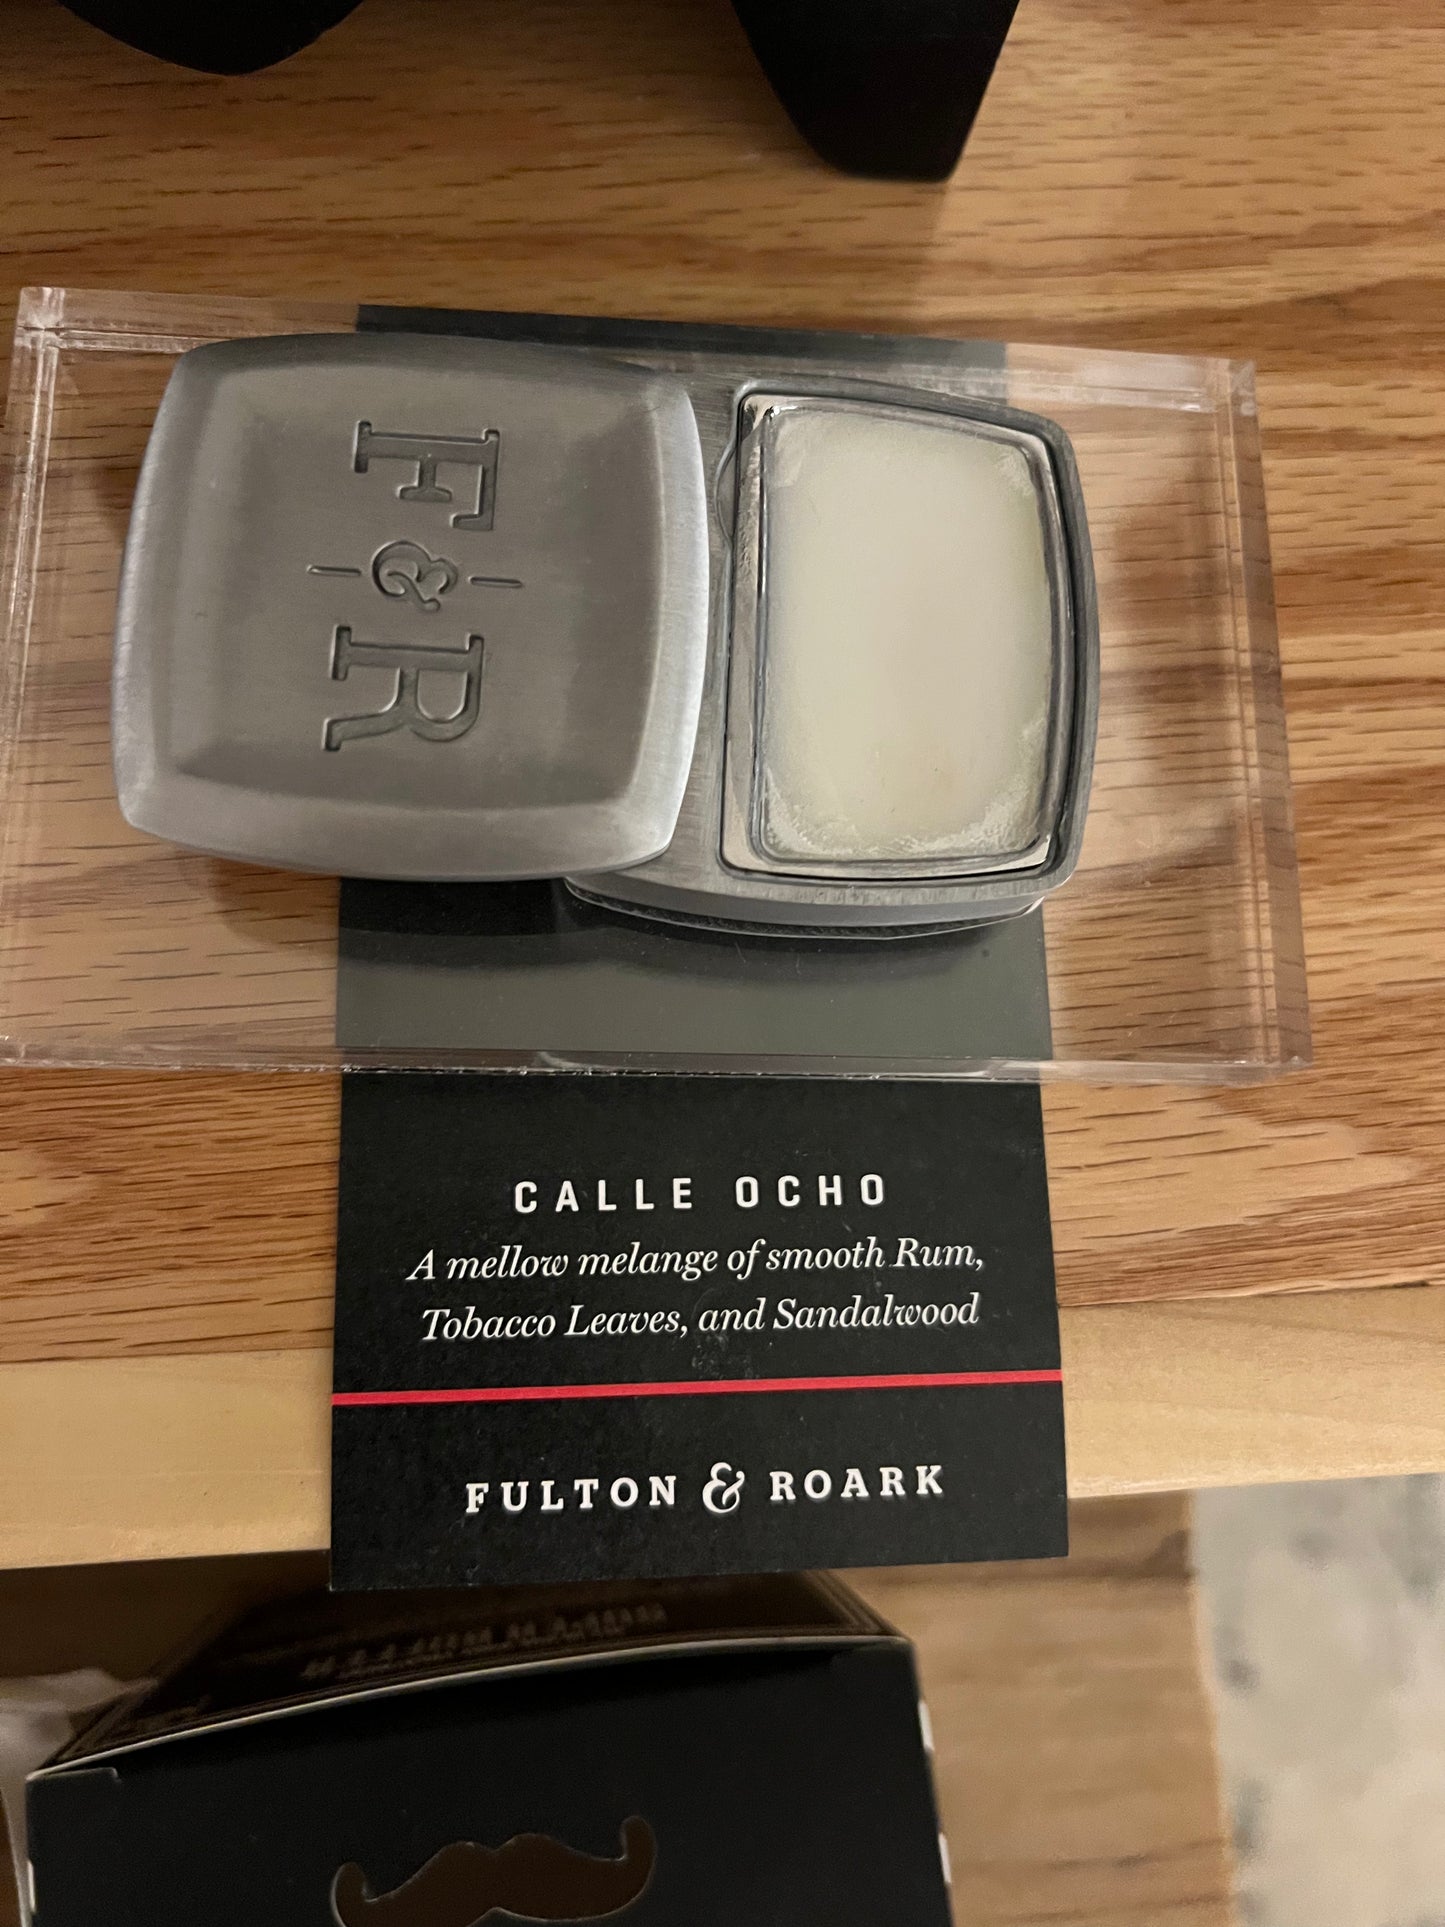 F
&
R
CALLE OCHO
A mellow melange of smooth Rum,
Tobacco Leaves, and Sandalwood
FULTON & ROARK